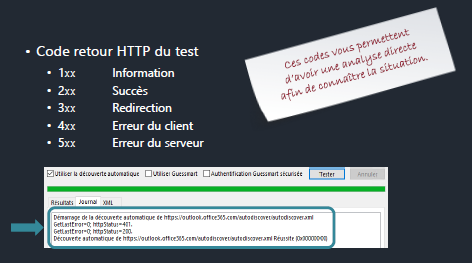 Code retour HTTP du test
1xx Information
2xx Succès
3xx Redirection
4xx Erreur du client
5xx Erreur du serveur
Ces codes vous permettent
d'avoir une analyse directe
afin de connaître la situation.
Utiliser la découverte automatique Utiliser Guessmart Authentification Guessmart sécurisée Tester Annuler
Résultats Journal XML
Démarrage de la découverte automatique de https://outlook.office365.com/autodiscover/autodiscover.xml
GetLastError=0; httpStatus=401.
GetLastError=0; httpStatus=200.
Découverte automatique de https://outlook.office365.com/autodiscover/autodiscover.xml Réussite (0x00000000)